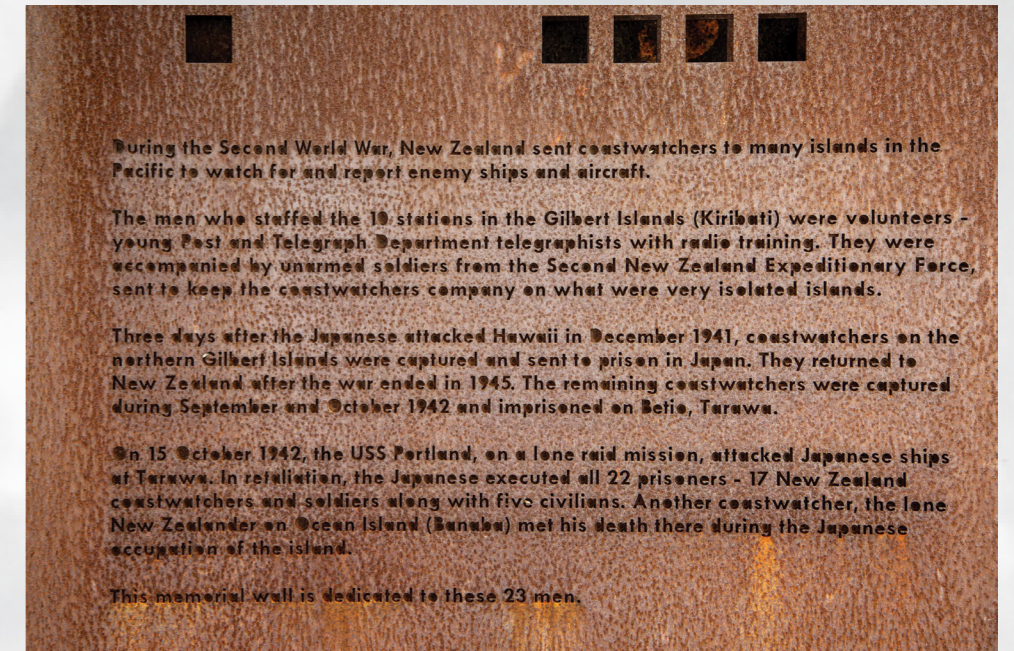 During the Second World War, New Zealand sent coastwatchers to many islands in the
Pacific to watch for and report enemy ships and aircraft.
The men who staffed the 10 stations in the Gilbert Islands (Kiribati) were volunteers -
young Post and Telegraph Department telegraphists with radio training. They were
accompanied by unarmed soldiers from the Second New Zealand Expeditionary Force,
sent to keep the coastwatchers company on what were very isolated islands.
Three days after the Japanese attacked Hawaii in December 1941, coastwatchers on the
northern Gilbert Islands were captured and sent to prison in Japan. They returned to
New Zealand after the war ended in 1945. The remaining coastwatchers were captured
during September and October 1942 and imprisoned on Betio, Tarawa.
On 15 October 1942, the USS Portland, on a lone raid mission, attacked Japanese ships
at Tarawa. In retaliation, the Japanese executed all 22 prisoners - 17 New Zealand
coastwatchers and soldiers along with five civilians. Another coastwatcher, the lone
New Zealander on Ocean Island (Banaba) met his death there during the Japanese
occupation of the island.
This memorial wall is dedicated to these 23 men.